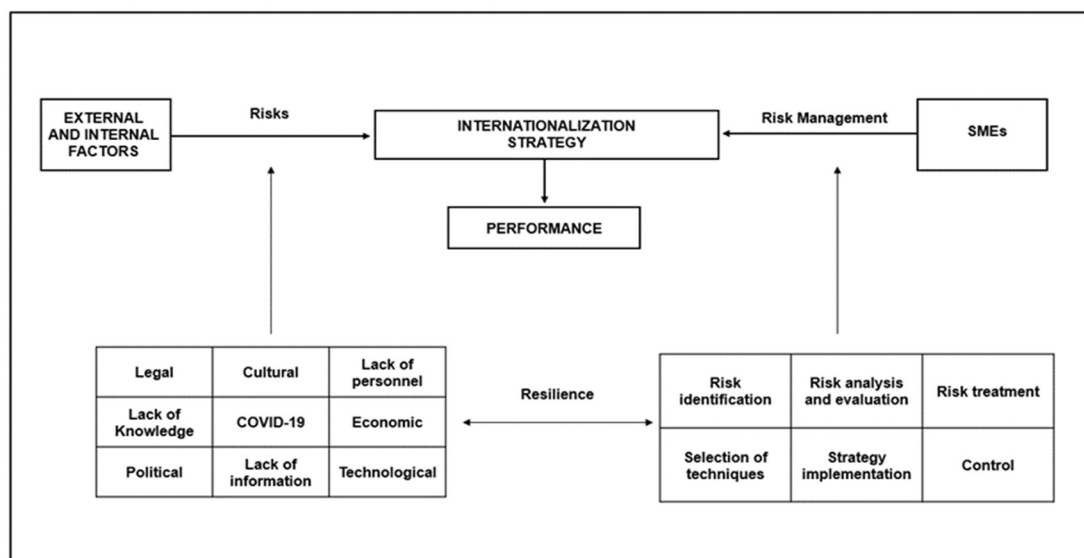 EXTERNAL
AND INTERNAL
FACTORS
Risks
INTERNATIONALIZATION
STRATEGY
Risk Management
SMEs
PERFORMANCE
Legal
Cultural
Lack of
personnel
Lack of
Knowledge
COVID-19
Economic
Political
Lack of
information
Technological
Resilience
Risk
identification
Risk analysis
and evaluation
Risk treatment
Selection of
techniques
Strategy
implementation
Control